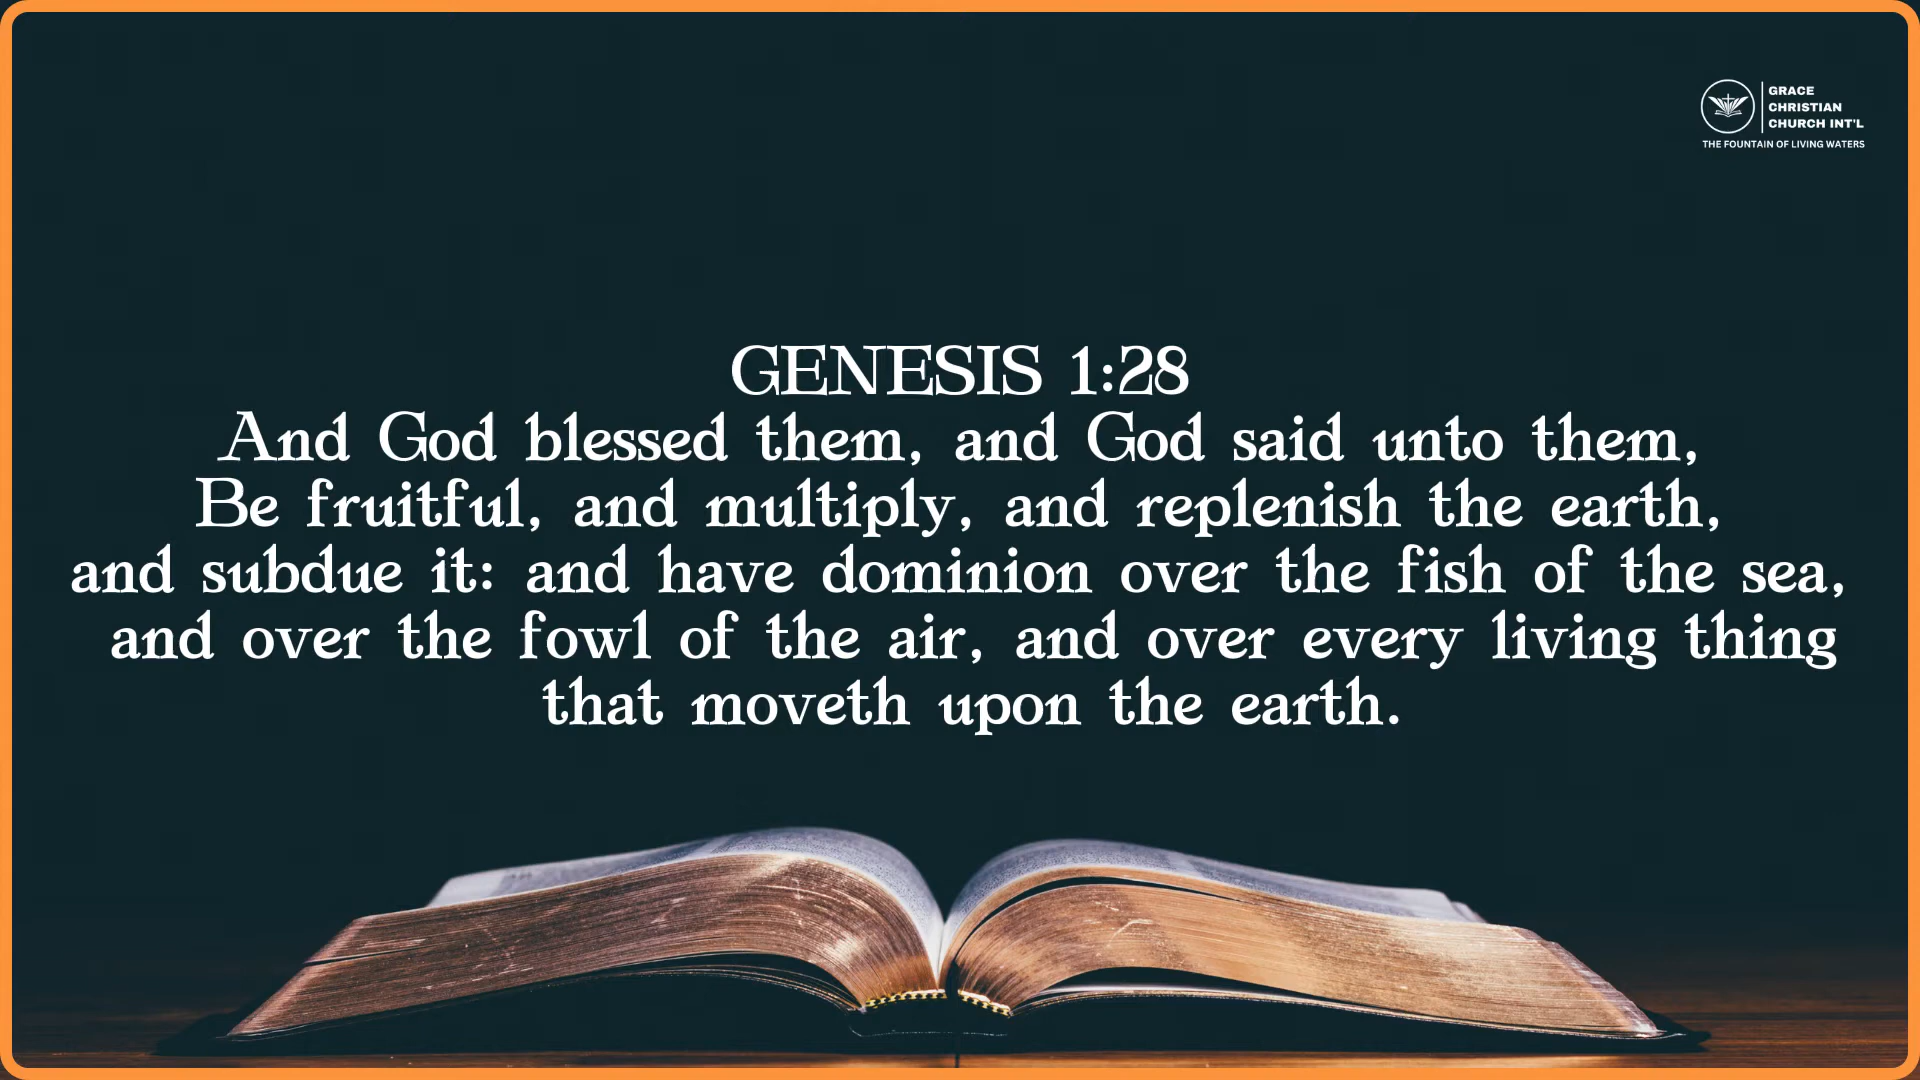 GRACE
CHRISTIAN
CHURCH INT'L
THE FOUNTAIN OF LIVING WATERS
GENESIS 1:28
And God blessed them, and God said unto them,
Be fruitful, and multiply, and replenish the earth,
and subdue it: and have dominion over the fish of the sea,
and over the fowl of the air, and over every living thing
that moveth upon the earth.